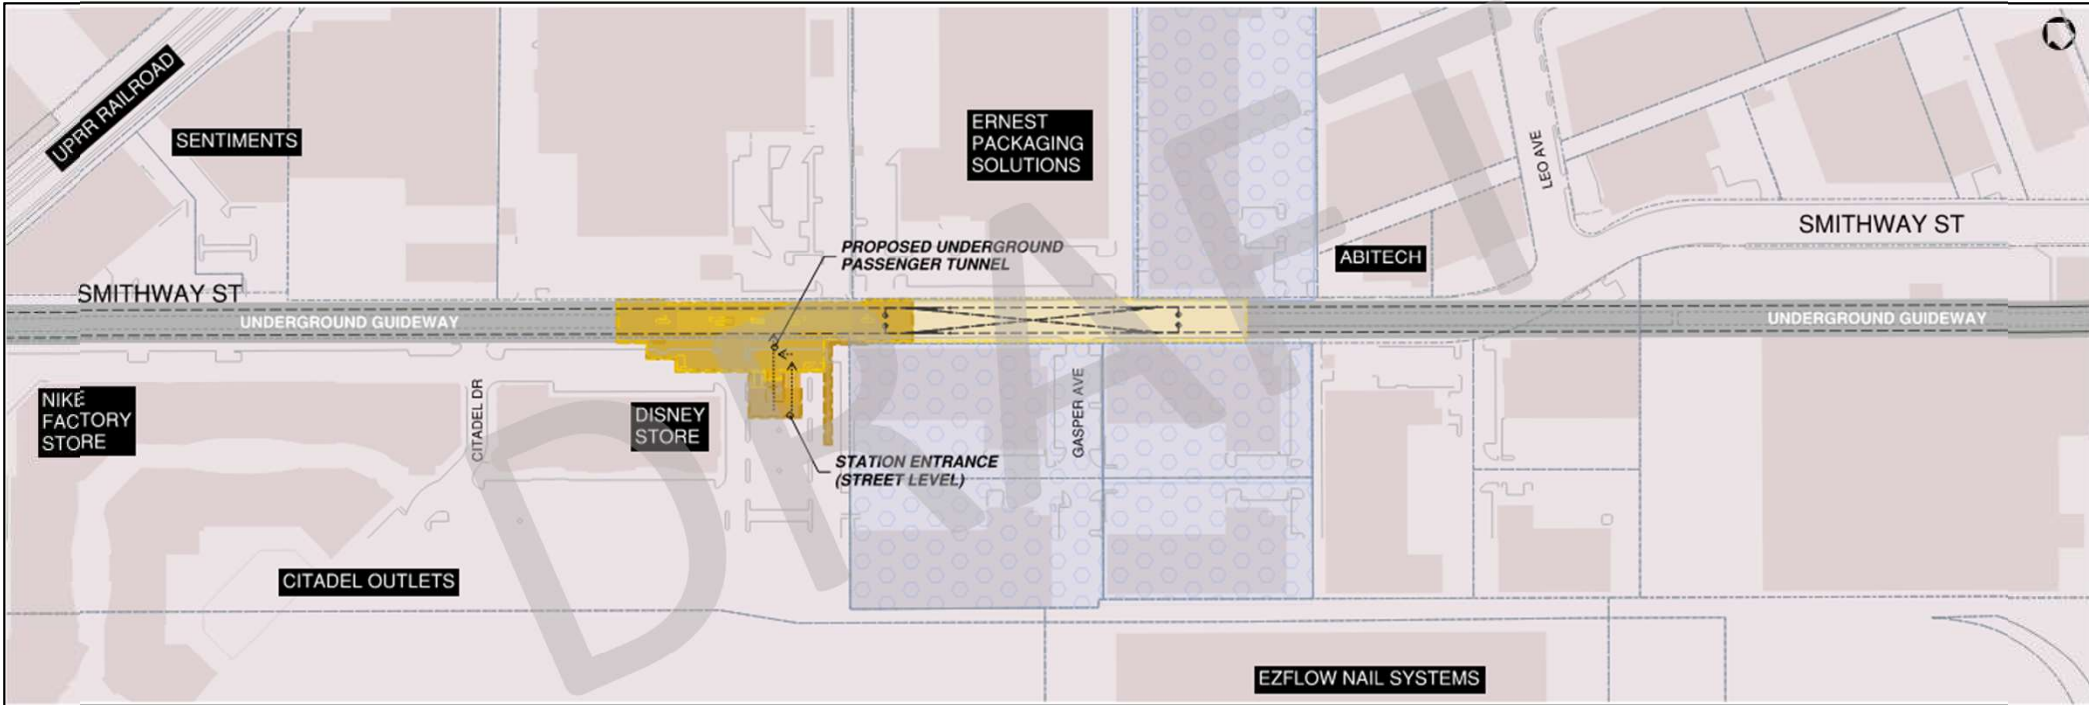 UPRR RAILROAD
SENTIMENTS
ERNEST
PACKAGING
SOLUTIONS
LEO AVE
SMITHWAY ST
ABITECH
PROPOSED UNDERGROUND
PASSENGER TUNNEL
SMITHWAY ST
UNDERGROUND GUIDEWAY
UNDERGROUND GUIDEWAY
NIKE
FACTORY
STORE
CITADEL DR
DISNEY
STORE
GASPER AVE
STATION ENTRANCE
(STREET LEVEL)
CITADEL OUTLETS
EZFLOW NAIL SYSTEMS
DRAFT